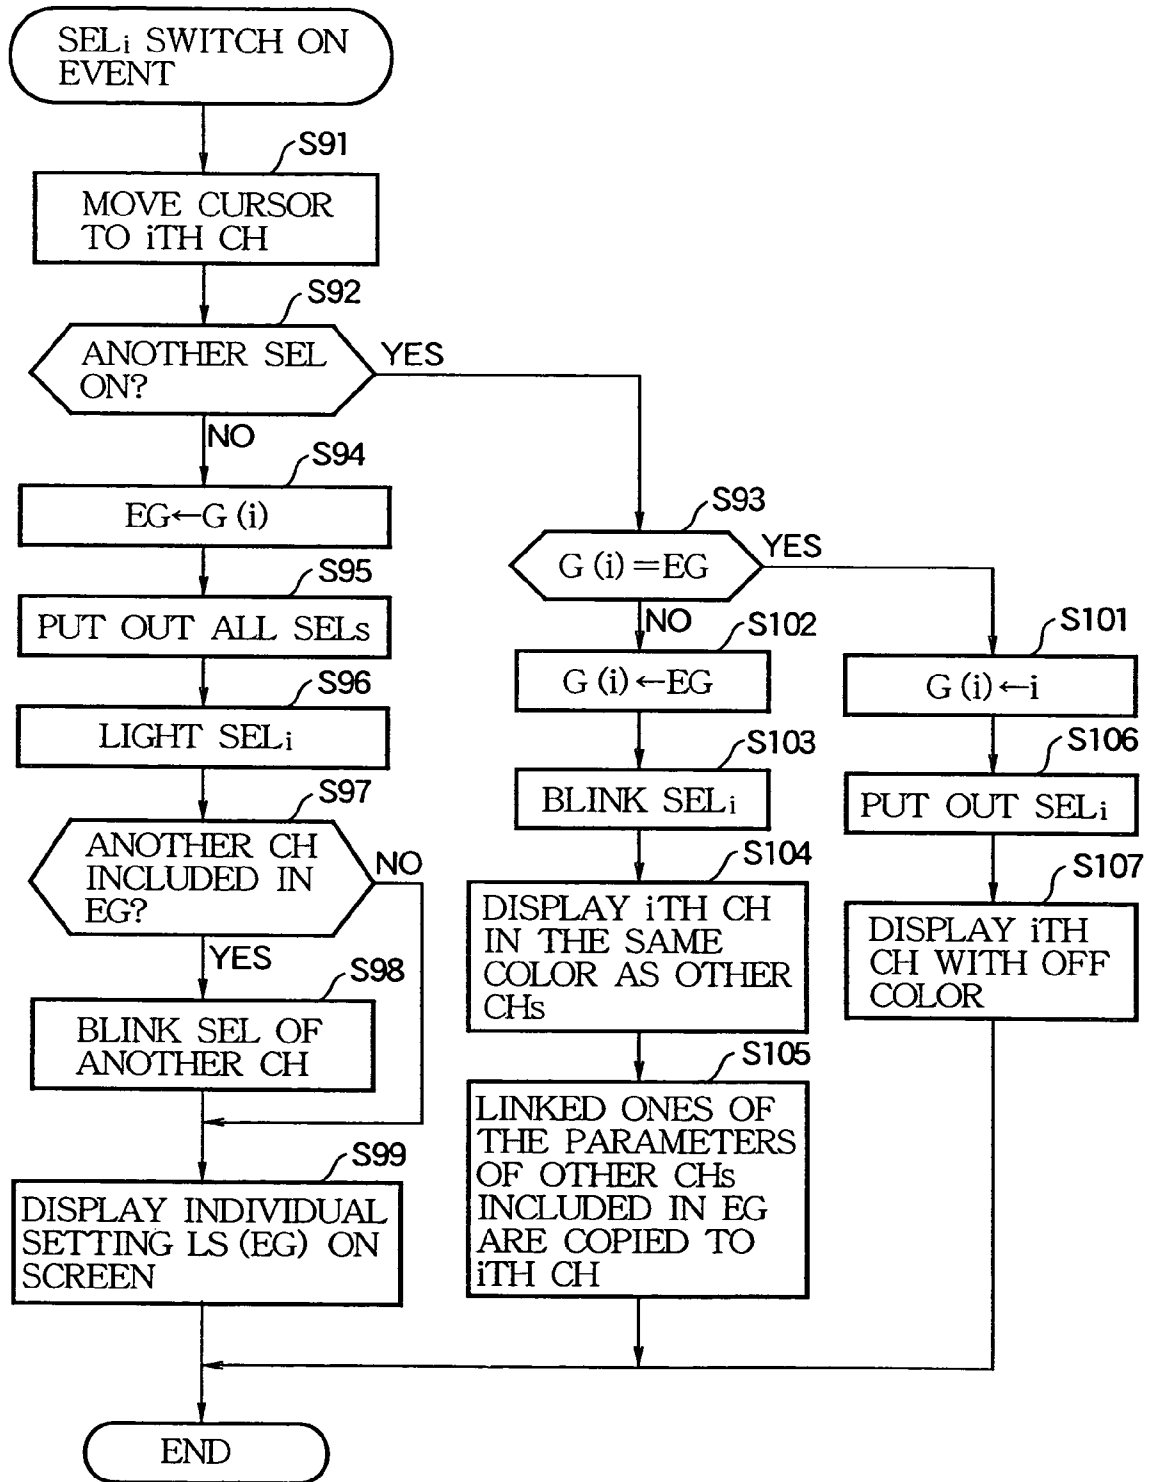 SELi SWITCH ON
EVENT
S91
MOVE CURSOR
TO iTH CH
S92
ANOTHER SEL
ON?
YES
NO
S94
EG←G (i)
S95
PUT OUT ALL SELs
S96
LIGHT SELi
S97
ANOTHER CH
INCLUDED IN
EG?
NO
YES
S98
BLINK SEL OF
ANOTHER CH
S99
DISPLAY INDIVIDUAL
SETTING LS (EG) ON
SCREEN
S93
G (i) = EG
YES
NO
S102
G (i) ←EG
S103
BLINK SELi
S104
DISPLAY iTH CH
IN THE SAME
COLOR AS OTHER
CHs
S105
LINKED ONES OF
THE PARAMETERS
OF OTHER CHs
INCLUDED IN EG
ARE COPIED TO
iTH CH
S101
G (i) ←i
S106
PUT OUT SELi
S107
DISPLAY iTH
CH WITH OFF
COLOR
END